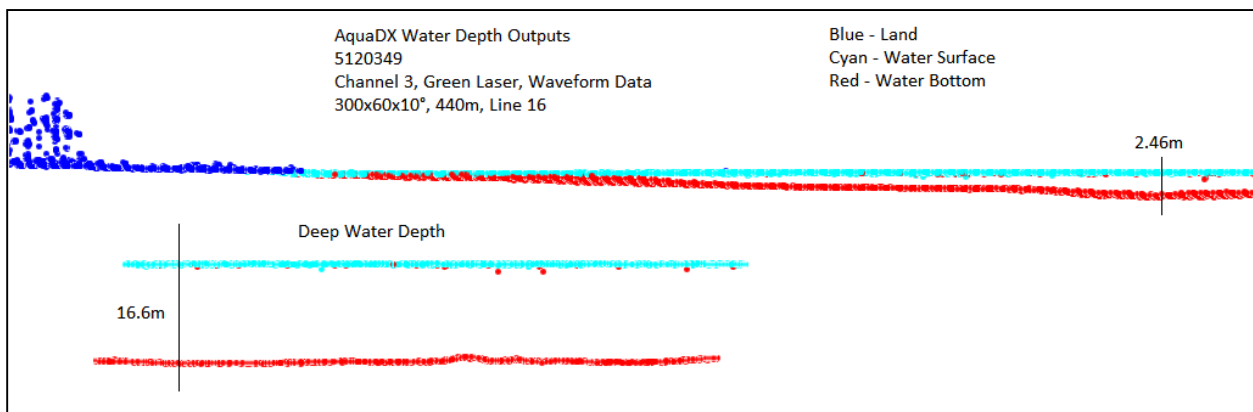 AquaDX Water Depth Outputs
5120349
Channel 3, Green Laser, Waveform Data
300x60x10°, 440m, Line 16
Blue - Land
Cyan - Water Surface
Red - Water Bottom
2.46m
Deep Water Depth
16.6m